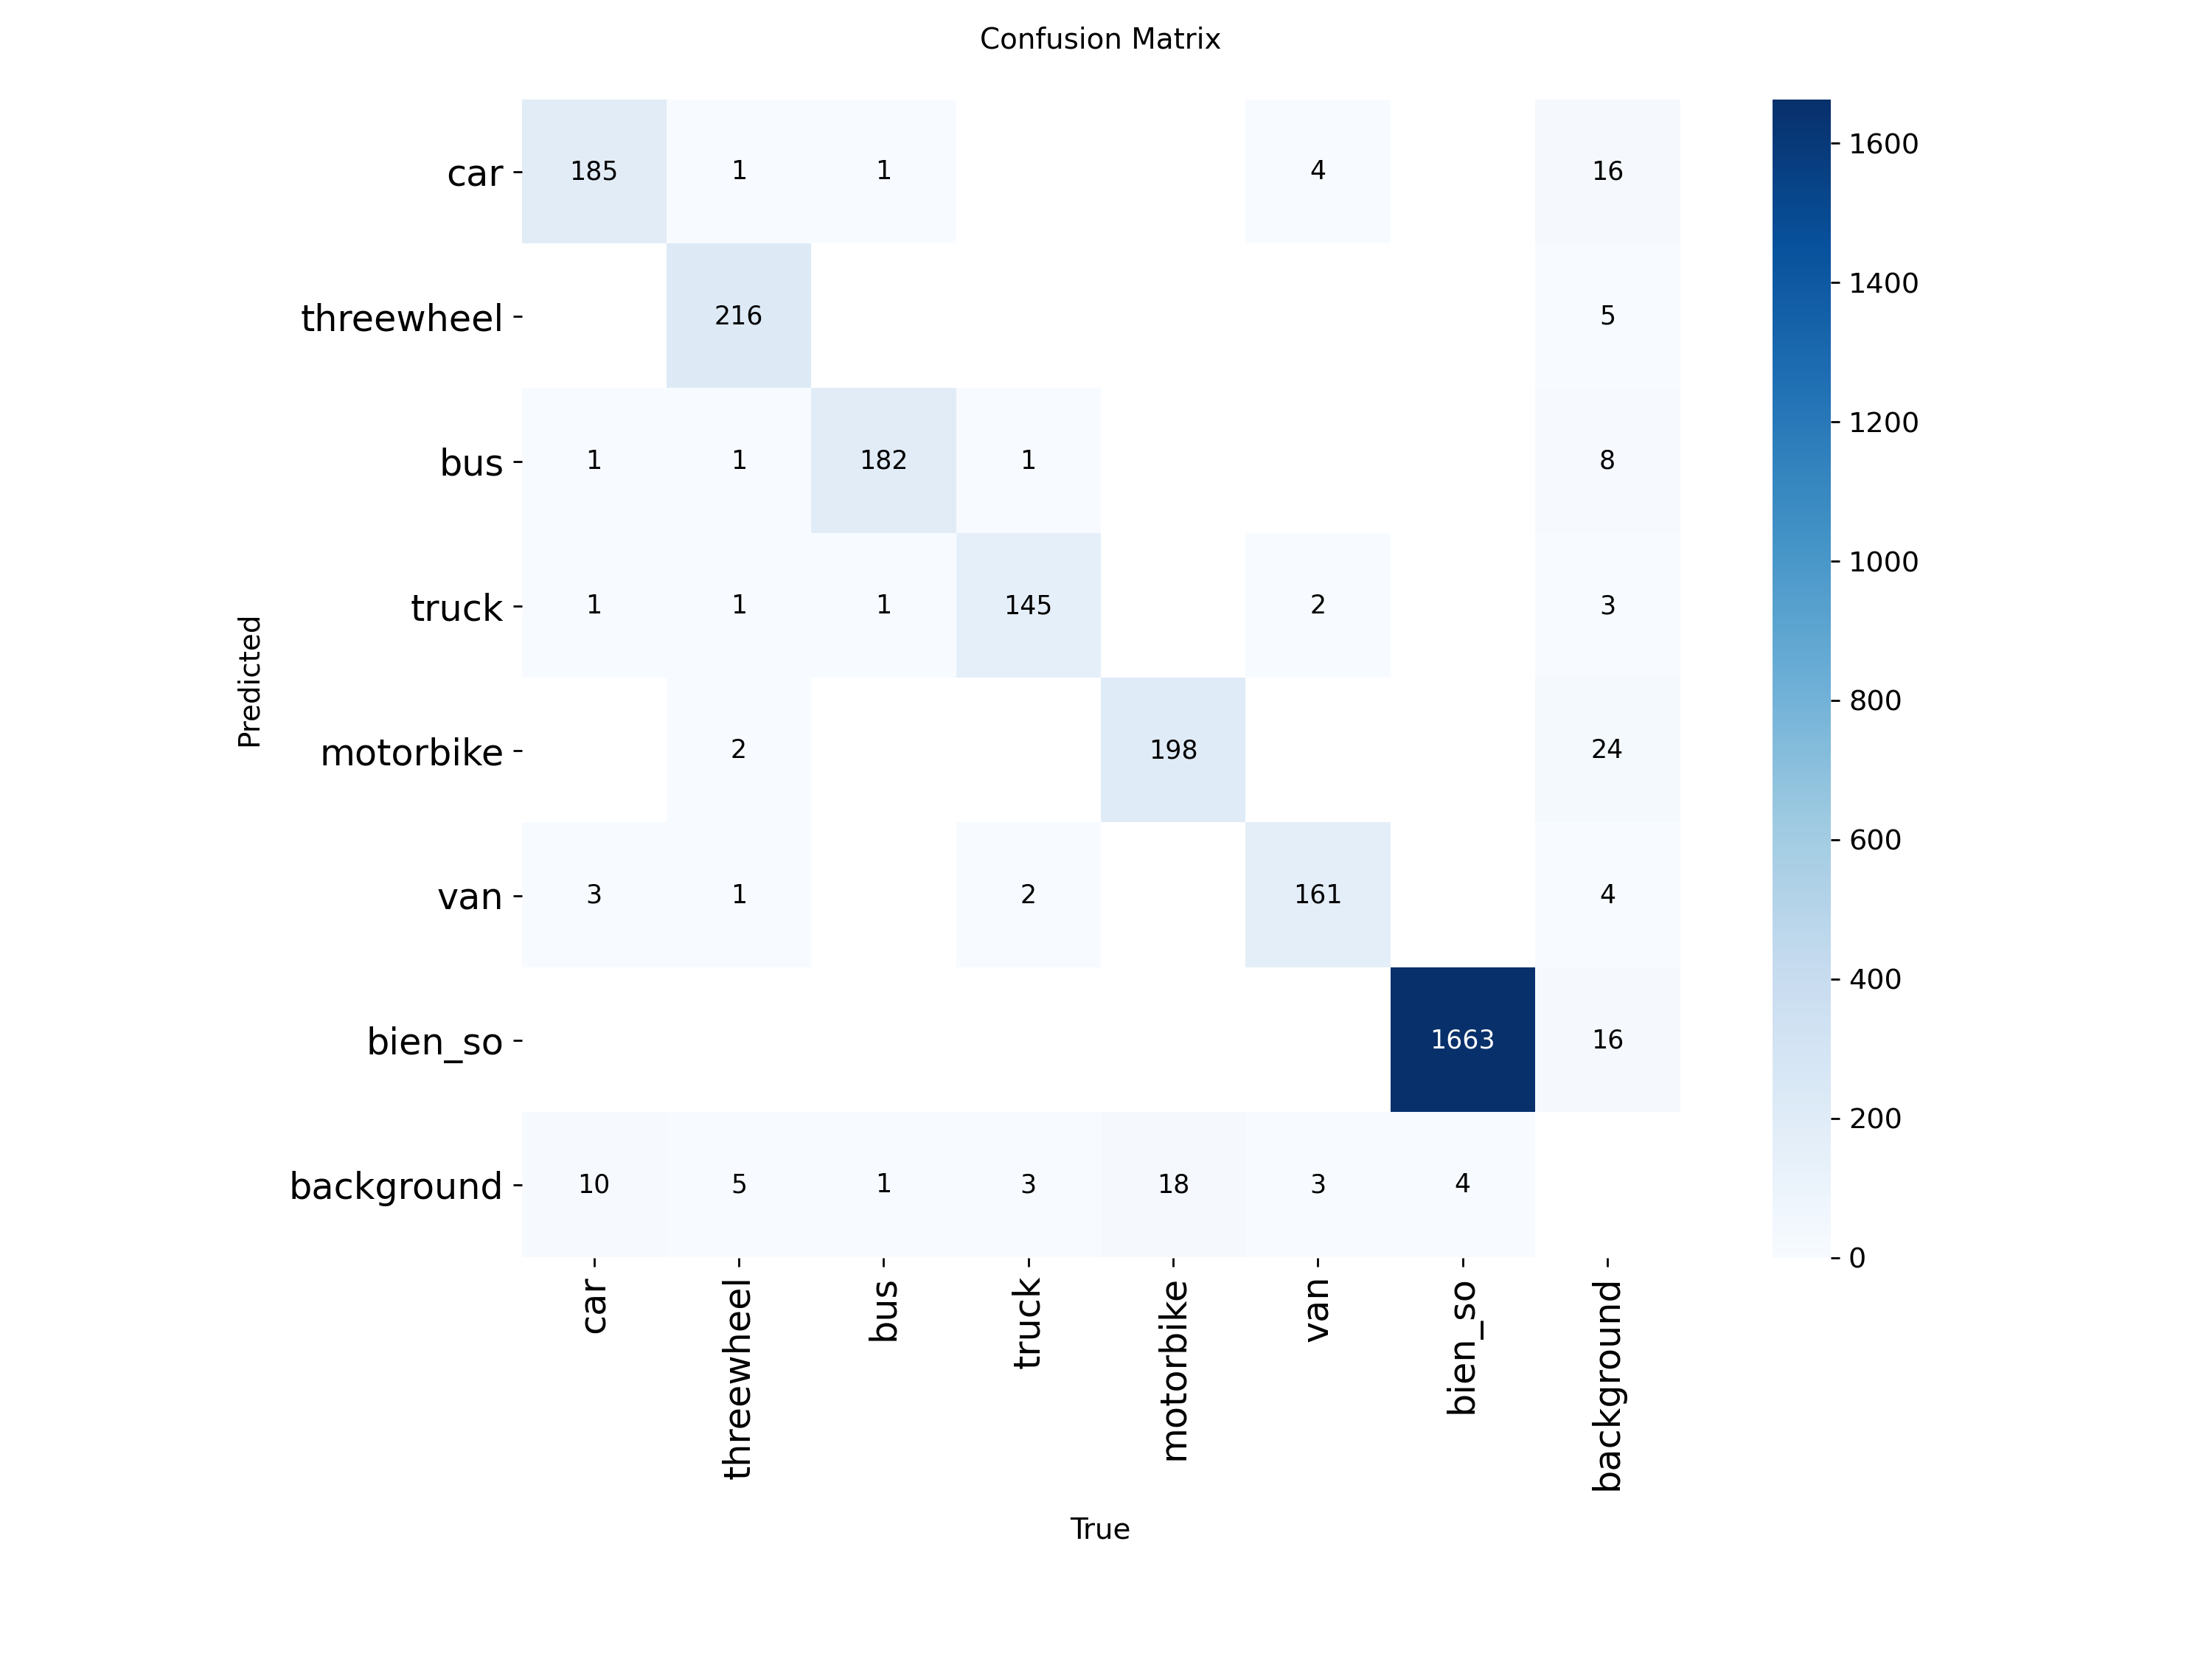 Confusion Matrix
car 185 1 1 4 16
threewheel 216 5
bus 1 1 182 1 8
truck 1 1 1 145 2 3
motorbike 2 198 24
van 3 1 2 161 4
bien_so 1663 16
background 10 5 1 3 18 3 4
Predicted
car threewheel bus truck motorbike van bien_so background
True
1600
1400
1200
1000
800
600
400
200
0